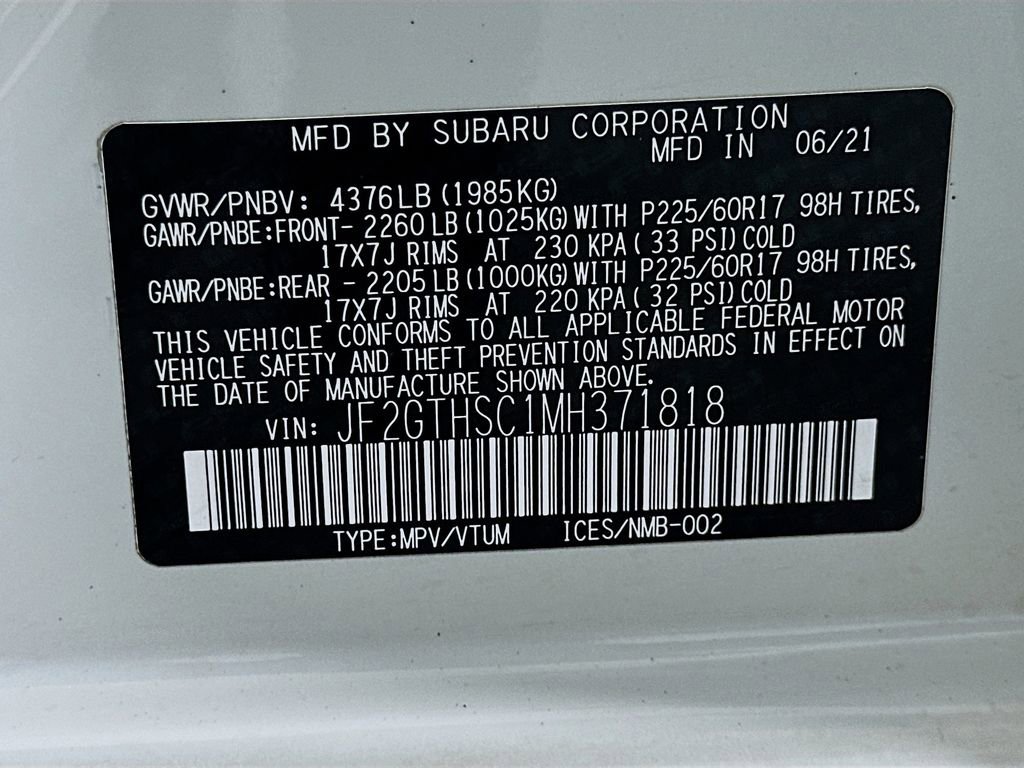 MFD BY SUBARU CORPORATION
MFD IN 06/21
GVWR/PNBV: 4376LB (1985KG)
GAWR/PNBE:FRONT- 2260 LB (1025KG) WITH P225/60R17 98H TIRES,
17X7J RIMS AT 230 KPA ( 33 PSI) COLD
GAWR/PNBE:REAR - 2205 LB (1000KG) WITH P225/60R17 98H TIRES,
17X7J RIMS AT 220 KPA ( 32 PSI) COLD
THIS VEHICLE CONFORMS TO ALL APPLICABLE FEDERAL MOTOR
VEHICLE SAFETY AND THEFT PREVENTION STANDARDS IN EFFECT ON
THE DATE OF MANUFACTURE SHOWN ABOVE.
VIN: JF2GTHSC1MH371818
TYPE:MPV/VTUM ICES/NMB-002